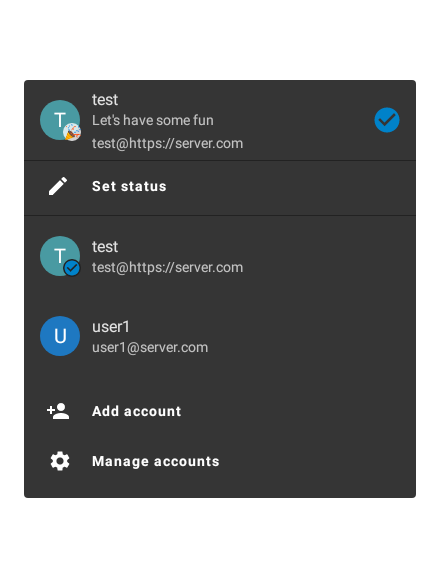 T
test
Let's have some fun
test@https://server.com
Set status
T
test
test@https://server.com
U
user1
user1@server.com
Add account
Manage accounts